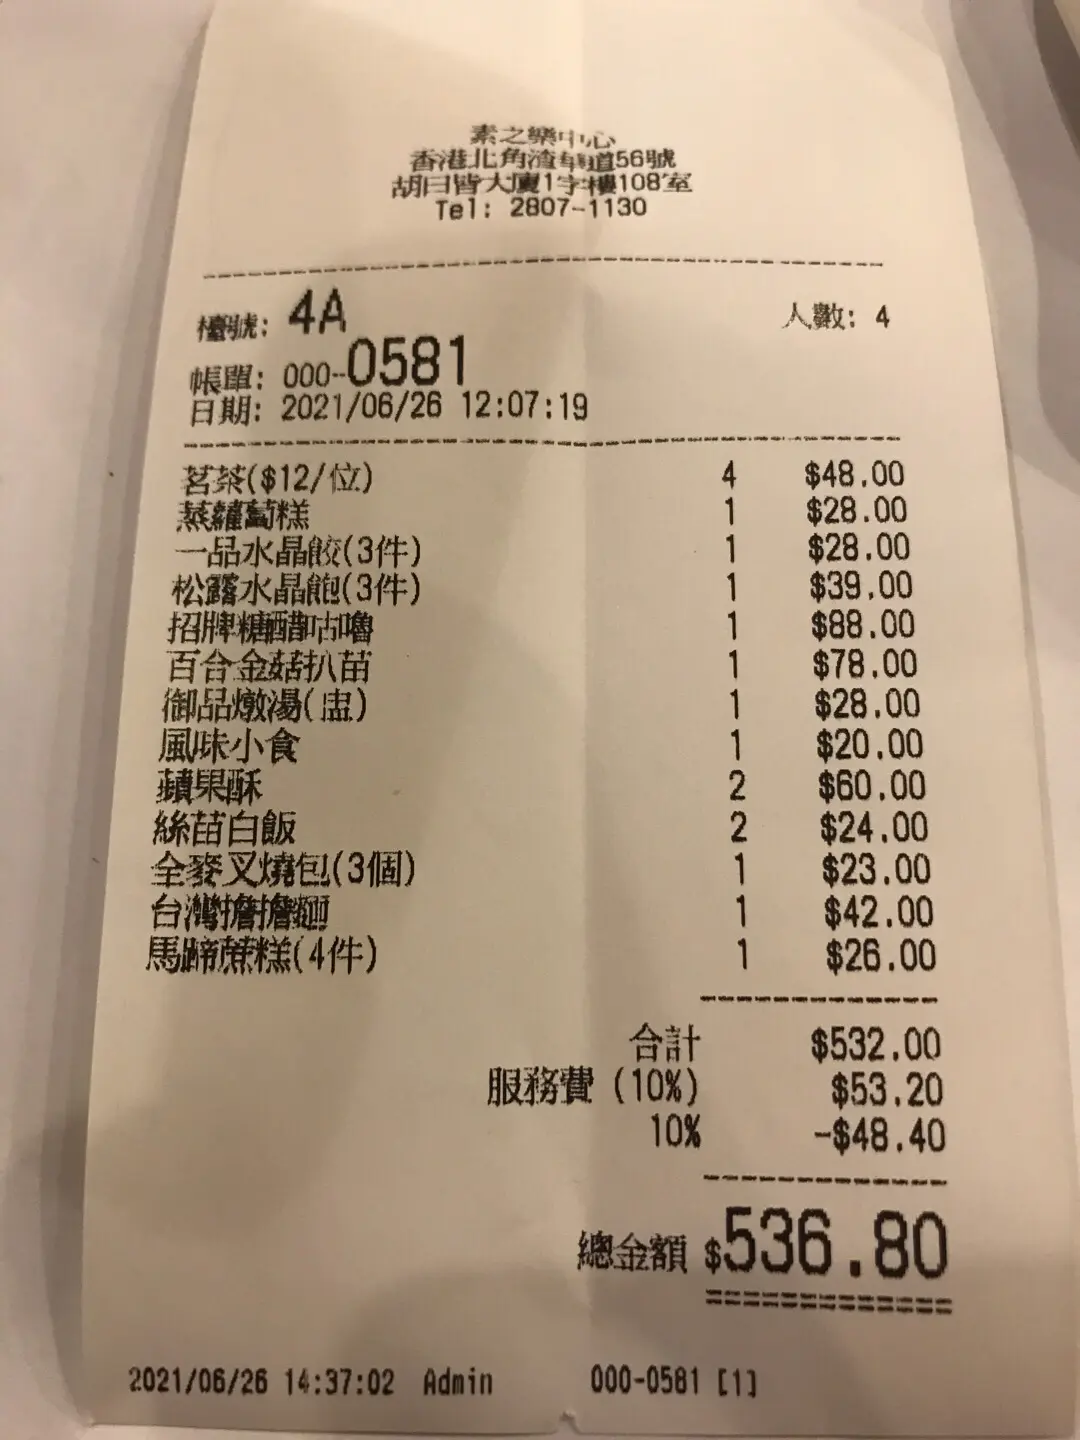 素之樂中心
香港北角渣華道56號
胡曰皆大廈1字樓108室
Tel: 2807-1130
檯號: 4A 人數: 4
帳單: 000-0581
日期: 2021/06/26 12:07:19
茗茶($12/位) 4 $48.00
蒸蘿蔔糕 1 $28.00
一品水晶餃(3件) 1 $28.00
松露水晶飽(3件) 1 $39.00
招牌糖醋咕嚕 1 $88.00
百合金菇扒苗 1 $78.00
御品燉湯(盅) 1 $28.00
風味小食 1 $20.00
蘋果酥 2 $60.00
絲苗白飯 2 $24.00
全麥叉燒包(3個) 1 $23.00
台灣擔擔麵 1 $42.00
馬蹄蔗糕(4件) 1 $26.00
合計 $532.00
服務費 (10%) $53.20
10% -$48.40
總金額 $536.80
2021/06/26 14:37:02 Admin 000-0581 [1]